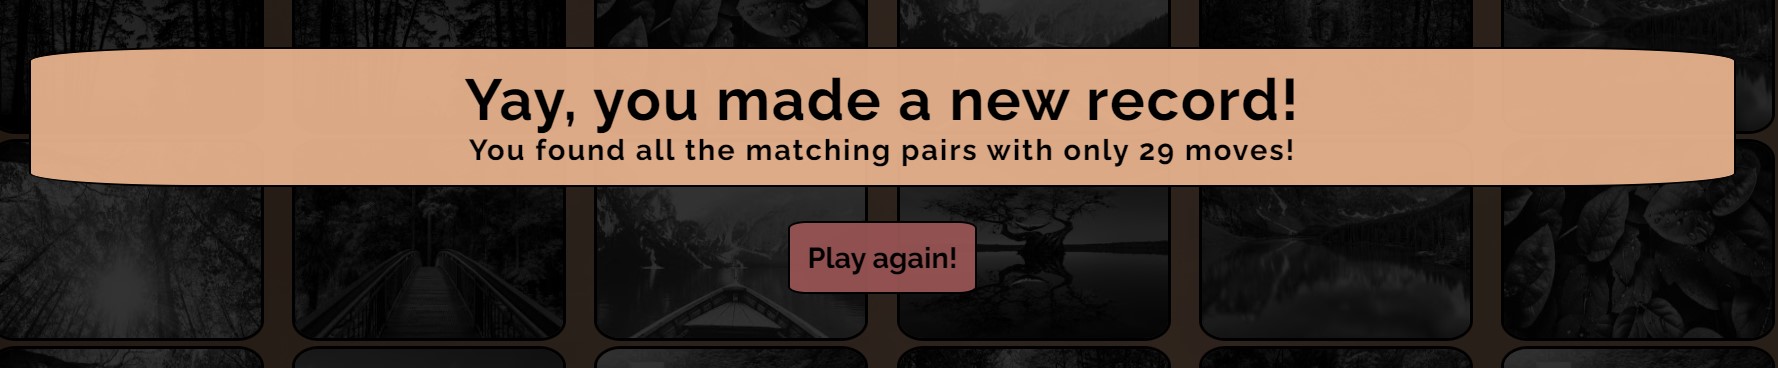 Yay, you made a new record!
You found all the matching pairs with only 29 moves!
Play again!